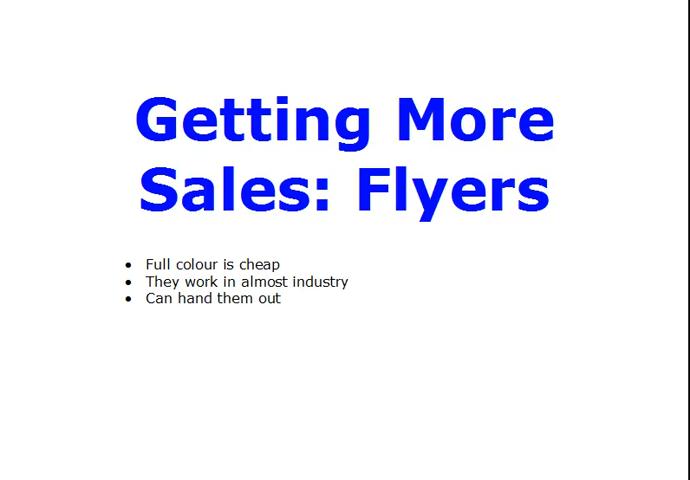 Getting More
Sales: Flyers
• Full colour is cheap
• They work in almost industry
• Can hand them out